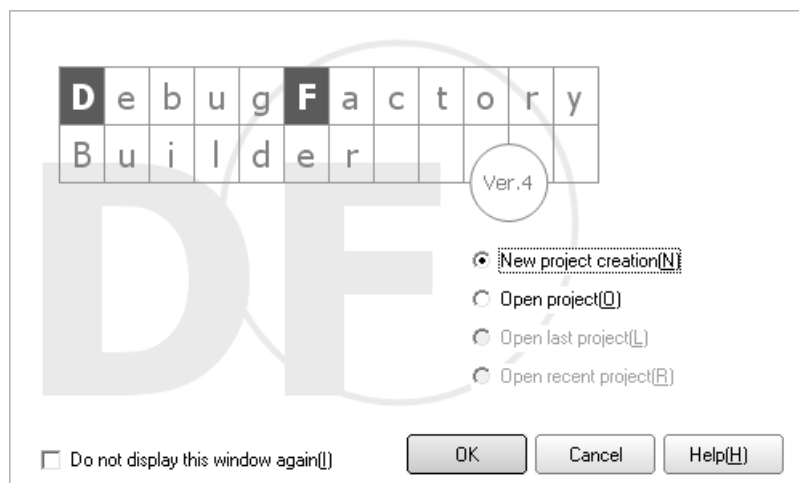 DebugFactory
Builder
Ver.4
DF
New project creation(N)
Open project(O)
Open last project(L)
Open recent project(R)
Do not display this window again(I)
OK
Cancel
Help(H)